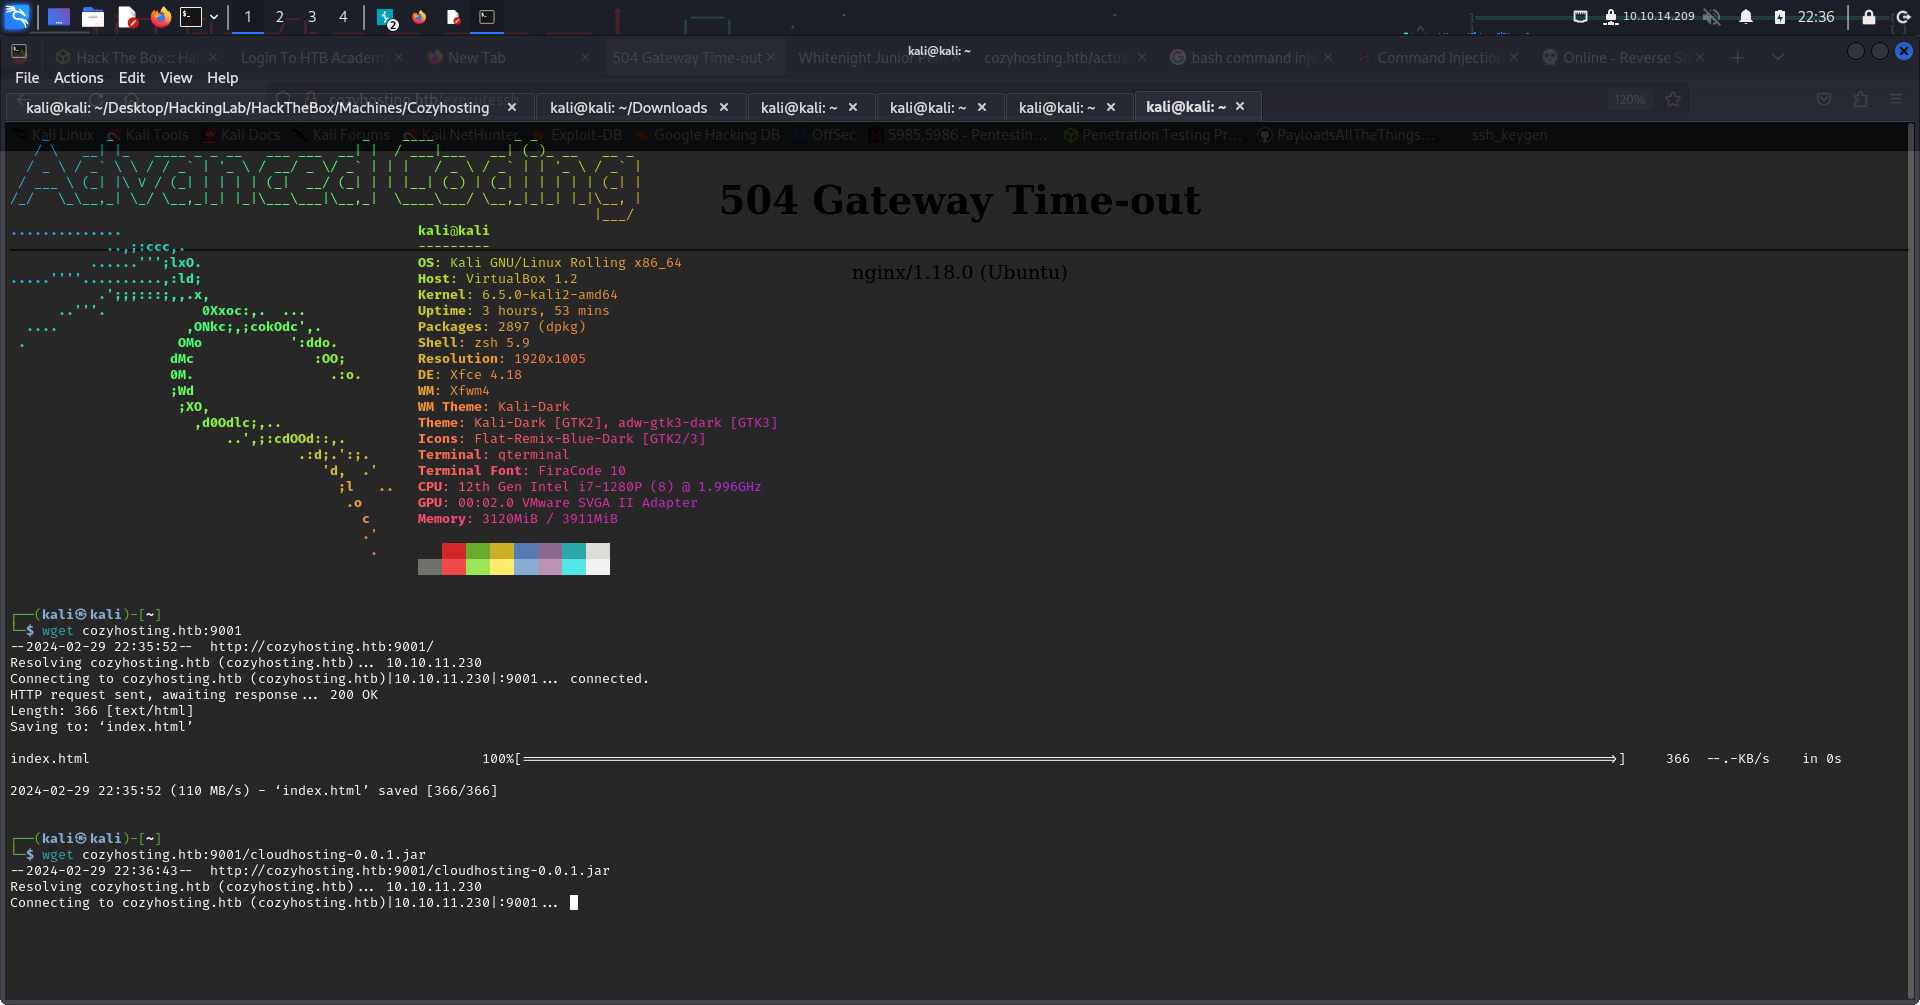 1 2 3 4 2 10.10.14.209 22:36
kali@kali: ~
Hack The Box :: Ha
Login To HTB Academy
New Tab
504 Gateway Time-out
Whitenight Junior Pen
cozyhosting.htb/actuat
bash command inje
Command Injection
Online - Reverse Sh
File Actions Edit View Help
kali@kali: ~/Desktop/HackingLab/HackTheBox/Machines/Cozyhosting
kali@kali: ~/Downloads
kali@kali: ~
kali@kali: ~
kali@kali: ~
kali@kali: ~
120%
Kali Linux Kali Tools Kali Docs Kali Forums Kali NetHunter Exploit-DB Google Hacking DB OffSec 5985,5986 - Pentestin... Penetration Testing Pr... PayloadsAllTheThings... ssh_keygen
Advanced Coding
504 Gateway Time-out
nginx/1.18.0 (Ubuntu)
kali@kali
---------
OS: Kali GNU/Linux Rolling x86_64
Host: VirtualBox 1.2
Kernel: 6.5.0-kali2-amd64
Uptime: 3 hours, 53 mins
Packages: 2897 (dpkg)
Shell: zsh 5.9
Resolution: 1920x1005
DE: Xfce 4.18
WM: Xfwm4
WM Theme: Kali-Dark
Theme: Kali-Dark [GTK2], adw-gtk3-dark [GTK3]
Icons: Flat-Remix-Blue-Dark [GTK2/3]
Terminal: qterminal
Terminal Font: FiraCode 10
CPU: 12th Gen Intel i7-1280P (8) @ 1.996GHz
GPU: 00:02.0 VMware SVGA II Adapter
Memory: 3120MiB / 3911MiB
┌──(kali㉿kali)-[~]
└─$ wget cozyhosting.htb:9001
--2024-02-29 22:35:52-- http://cozyhosting.htb:9001/
Resolving cozyhosting.htb (cozyhosting.htb)... 10.10.11.230
Connecting to cozyhosting.htb (cozyhosting.htb)|10.10.11.230|:9001... connected.
HTTP request sent, awaiting response... 200 OK
Length: 366 [text/html]
Saving to: ‘index.html’
index.html 100%[=====>] 366 --.-KB/s in 0s
2024-02-29 22:35:52 (110 MB/s) - ‘index.html’ saved [366/366]
┌──(kali㉿kali)-[~]
└─$ wget cozyhosting.htb:9001/cloudhosting-0.0.1.jar
--2024-02-29 22:36:43-- http://cozyhosting.htb:9001/cloudhosting-0.0.1.jar
Resolving cozyhosting.htb (cozyhosting.htb)... 10.10.11.230
Connecting to cozyhosting.htb (cozyhosting.htb)|10.10.11.230|:9001...